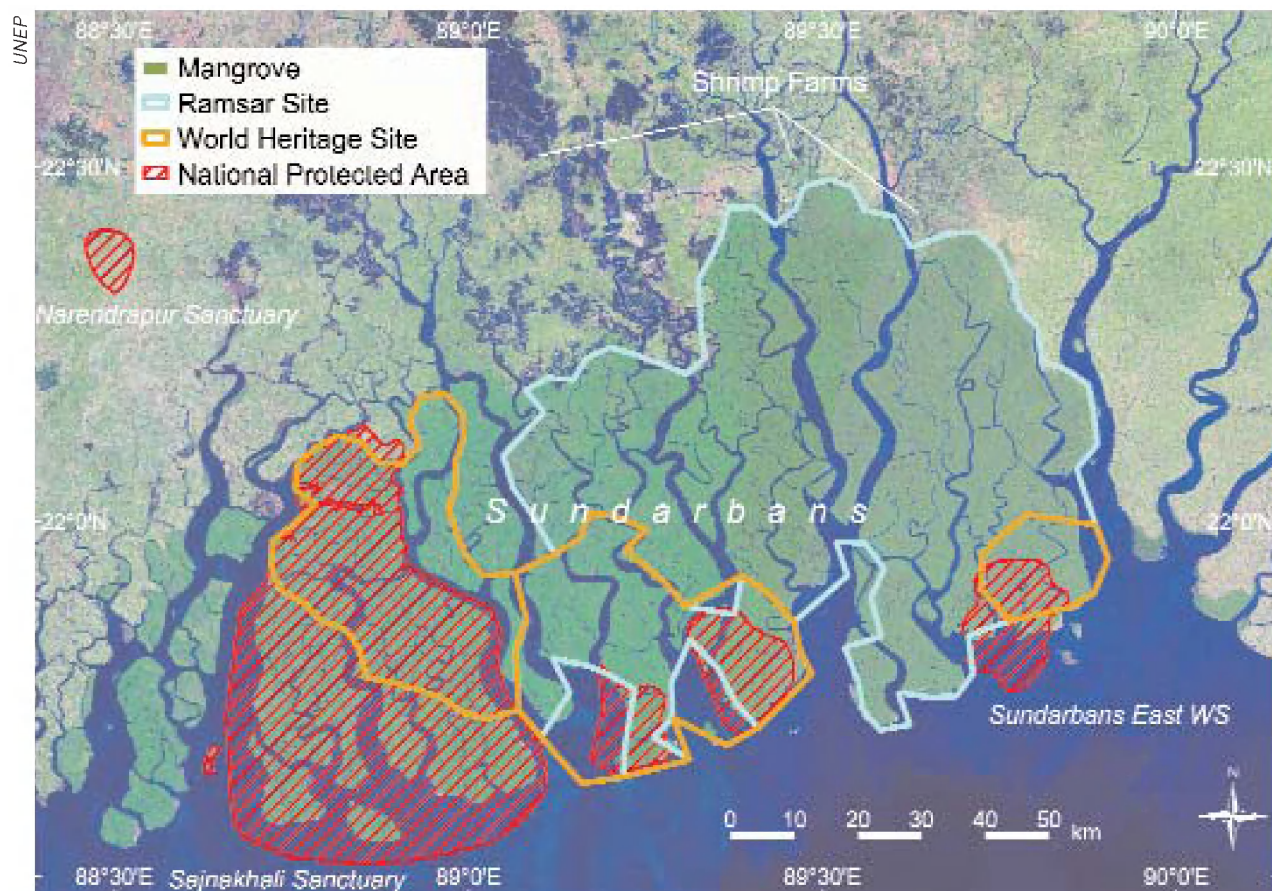 UNEP
88°30'E 89°0'E 89°30'E 90°0'E
Mangrove
Ramsar Site
World Heritage Site
National Protected Area
Shrimp Farms
22°30'N 22°30'N
Narendrapur Sanctuary
Sundarbans
22°0'N 22°0'N
Sundarbans East WS
N
0 10 20 30 40 50 km
88°30'E 89°0'E 89°30'E 90°0'E
Sajnakhali Sanctuary